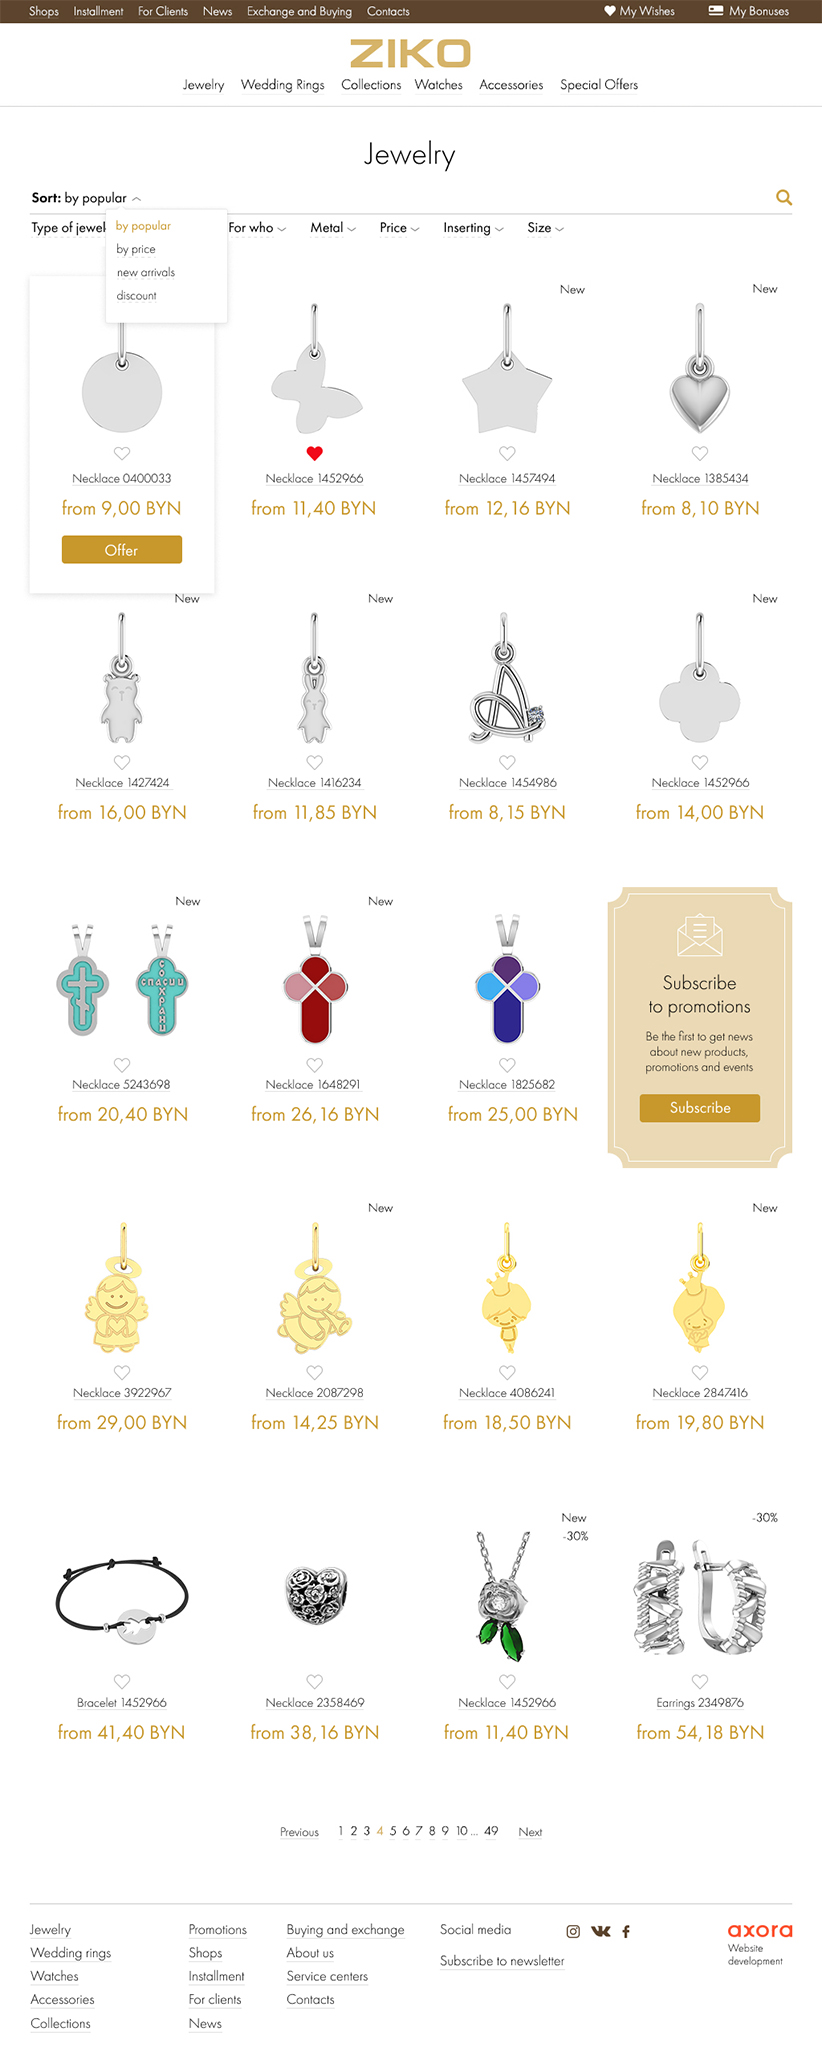 Shops Installment For Clients News Exchange and Buying Contacts My Wishes My Bonuses
ZIKO
Jewelry Wedding Rings Collections Watches Accessories Special Offers
Jewelry
Sort: by popular
Type of jewel For who Metal Price Inserting Size
by popular
by price
new arrivals
discount
New New
Necklace 0400033 Necklace 1452966 Necklace 1457494 Necklace 1385434
from 9,00 BYN from 11,40 BYN from 12,16 BYN from 8,10 BYN
Offer
New New New
Necklace 1427424 Necklace 1416234 Necklace 1454986 Necklace 1452966
from 16,00 BYN from 11,85 BYN from 8,15 BYN from 14,00 BYN
New New
СПАСИ И
СОХРАНИ
Necklace 5243698 Necklace 1648291 Necklace 1825682
from 20,40 BYN from 26,16 BYN from 25,00 BYN
Subscribe
to promotions
Be the first to get news
about new products,
promotions and events
Subscribe
New New
Necklace 3922967 Necklace 2087298 Necklace 4086241 Necklace 2847416
from 29,00 BYN from 14,25 BYN from 18,50 BYN from 19,80 BYN
New -30%
-30%
Bracelet 1452966 Necklace 2358469 Necklace 1452966 Earrings 2349876
from 41,40 BYN from 38,16 BYN from 11,40 BYN from 54,18 BYN
Previous 1 2 3 4 5 6 7 8 9 10 ... 49 Next
Jewelry
Wedding rings
Watches
Accessories
Collections
Promotions
Shops
Installment
For clients
News
Buying and exchange
About us
Service centers
Contacts
Social media
Subscribe to newsletter
axora
Website
development